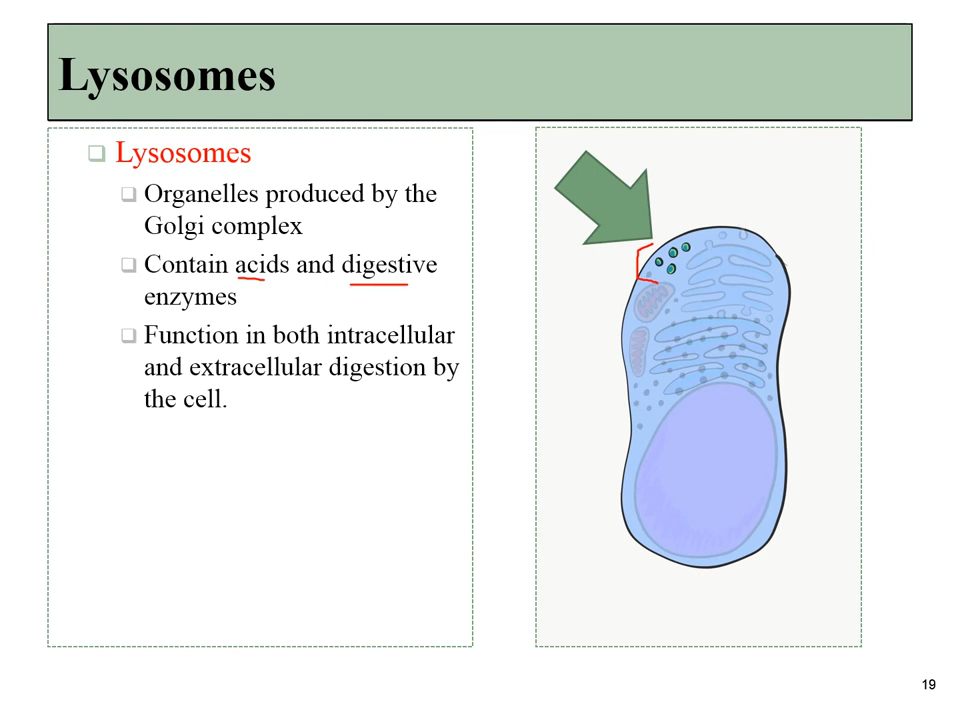 Lysosomes
Lysosomes
Organelles produced by the
Golgi complex
Contain acids and digestive
enzymes
Function in both intracellular
and extracellular digestion by
the cell.
19